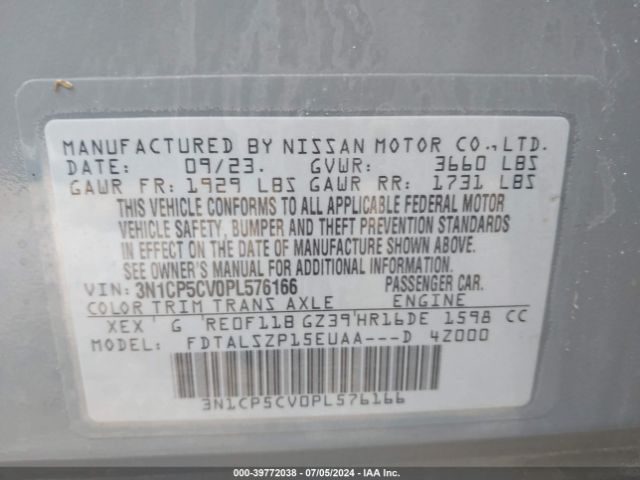 MANUFACTURED BY NISSAN MOTOR CO.,LTD.
DATE: 09/23. GVWR: 3660 LBS
GAWR FR: 1929 LBS GAWR RR: 1731 LBS
THIS VEHICLE CONFORMS TO ALL APPLICABLE FEDERAL MOTOR
VEHICLE SAFETY, BUMPER AND THEFT PREVENTION STANDARDS
IN EFFECT ON THE DATE OF MANUFACTURE SHOWN ABOVE.
SEE OWNER'S MANUAL FOR ADDITIONAL INFORMATION.
VIN: 3N1CP5CV0PL576166 PASSENGER CAR.
COLOR TRIM TRANS AXLE ENGINE
XEX G RE0F11B GZ39 HR16DE 1598 CC
MODEL: FDTALSZP15EUAA---D 4Z000
3N1CP5CV0PL576166
000-39772038 - 07/05/2024 - IAA Inc.